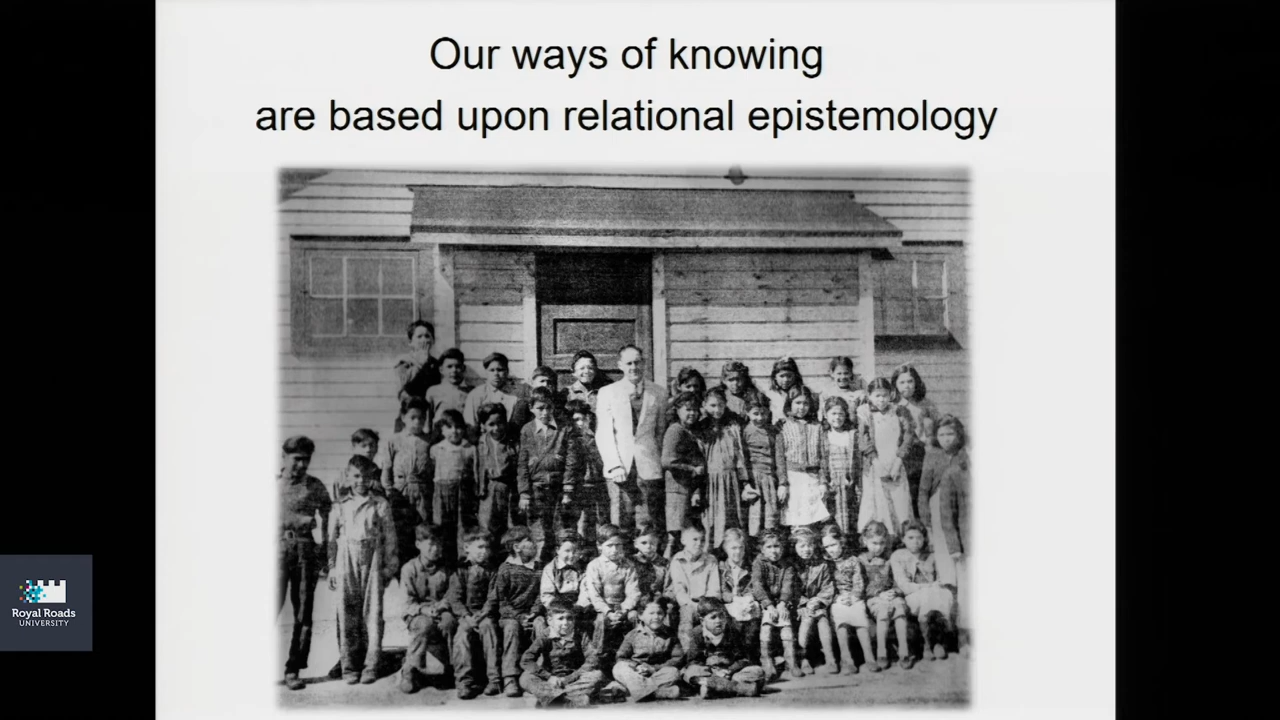 Our ways of knowing
are based upon relational epistemology
Royal Roads
UNIVERSITY